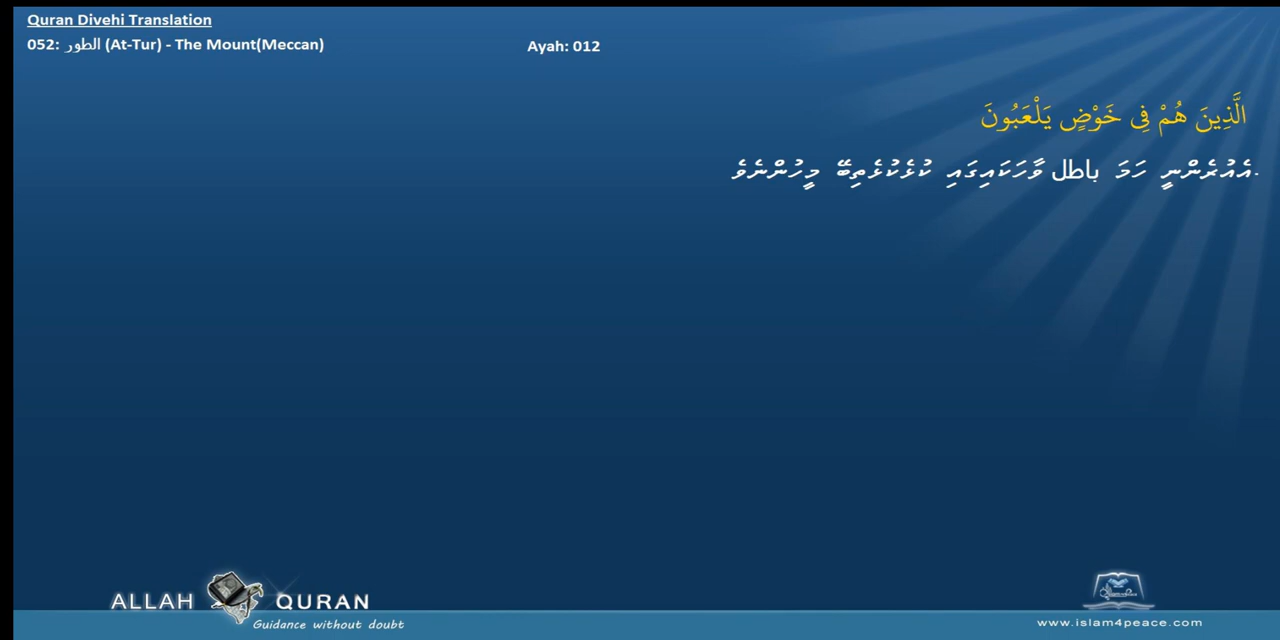 Quran Divehi Translation
052: الطور (At-Tur) - The Mount(Meccan)
Ayah: 012
الَّذِينَ هُمْ فِي خَوْضٍ يَلْعَبُونَ
އެއުރެންނީ ހަމަ باطل ވާހަކައިގައި ކުޅެކުޅެތިބޭ މީހުންނެވެ.
ALLAH QURAN
Guidance without doubt
www.islam4peace.com